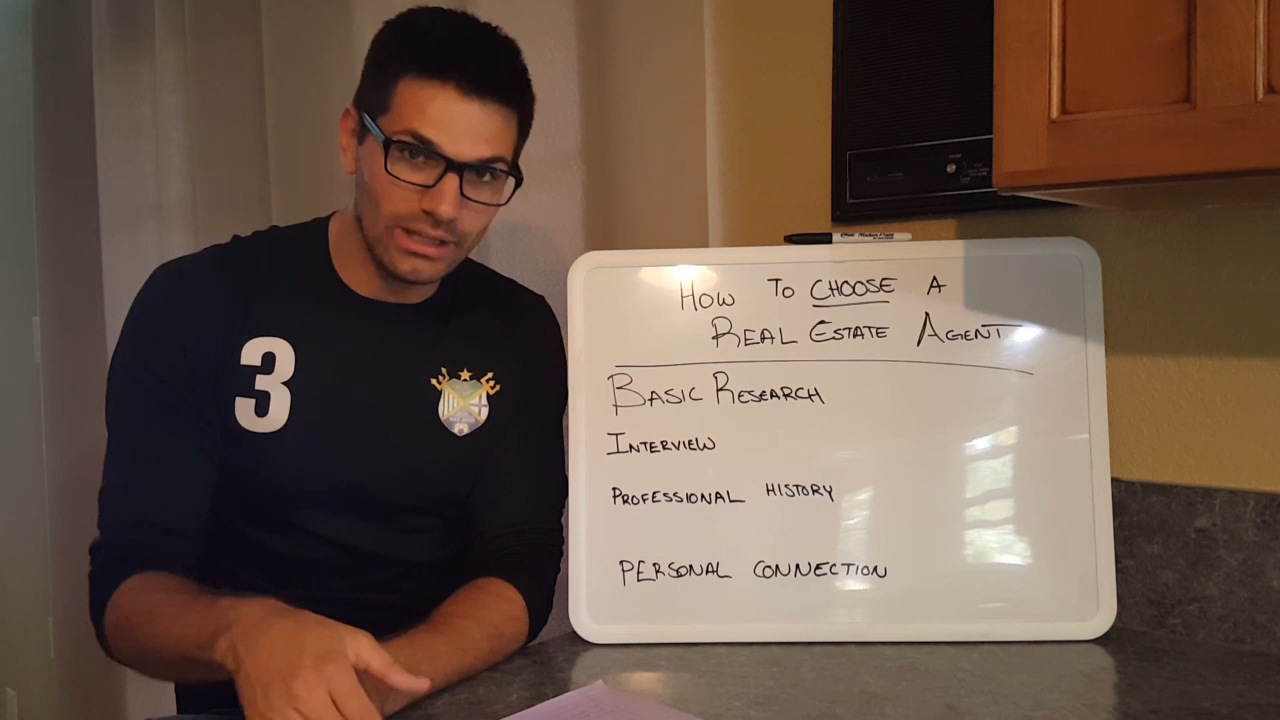 3
HOW TO CHOOSE A
REAL ESTATE AGENT
BASIC RESEARCH
INTERVIEW
PROFESSIONAL HISTORY
PERSONAL CONNECTION